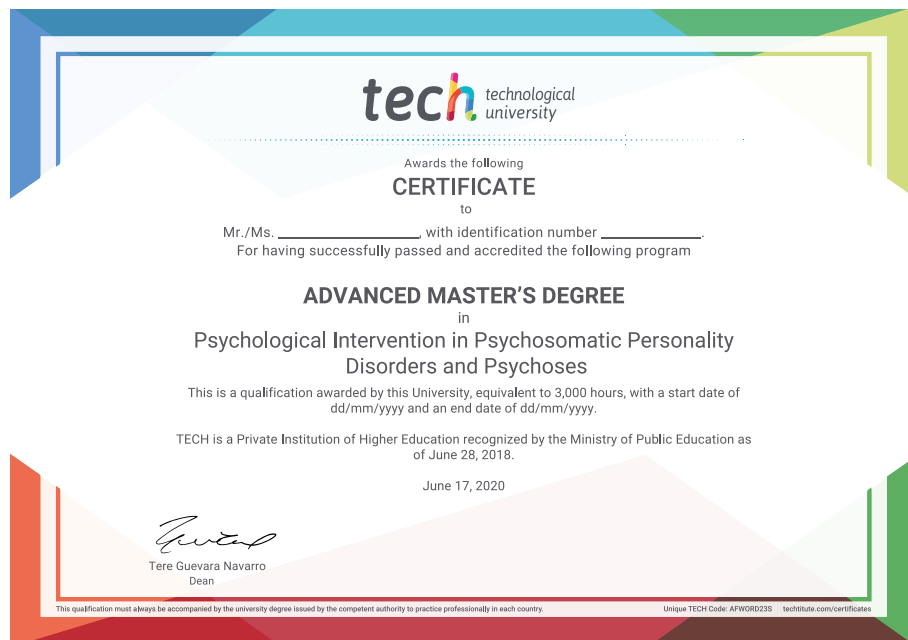 tech technological
university
Awards the following
CERTIFICATE
to
Mr./Ms. ____________________, with identification number ______________.
For having successfully passed and accredited the following program
ADVANCED MASTER’S DEGREE
in
Psychological Intervention in Psychosomatic Personality
Disorders and Psychoses
This is a qualification awarded by this University, equivalent to 3,000 hours, with a start date of
dd/mm/yyyy and an end date of dd/mm/yyyy.
TECH is a Private Institution of Higher Education recognized by the Ministry of Public Education as
of June 28, 2018.
June 17, 2020
Tere Guevara Navarro
Dean
This qualification must always be accompanied by the university degree issued by the competent authority to practice professionally in each country. Unique TECH Code: AFWORD23S techtitute.com/certificates